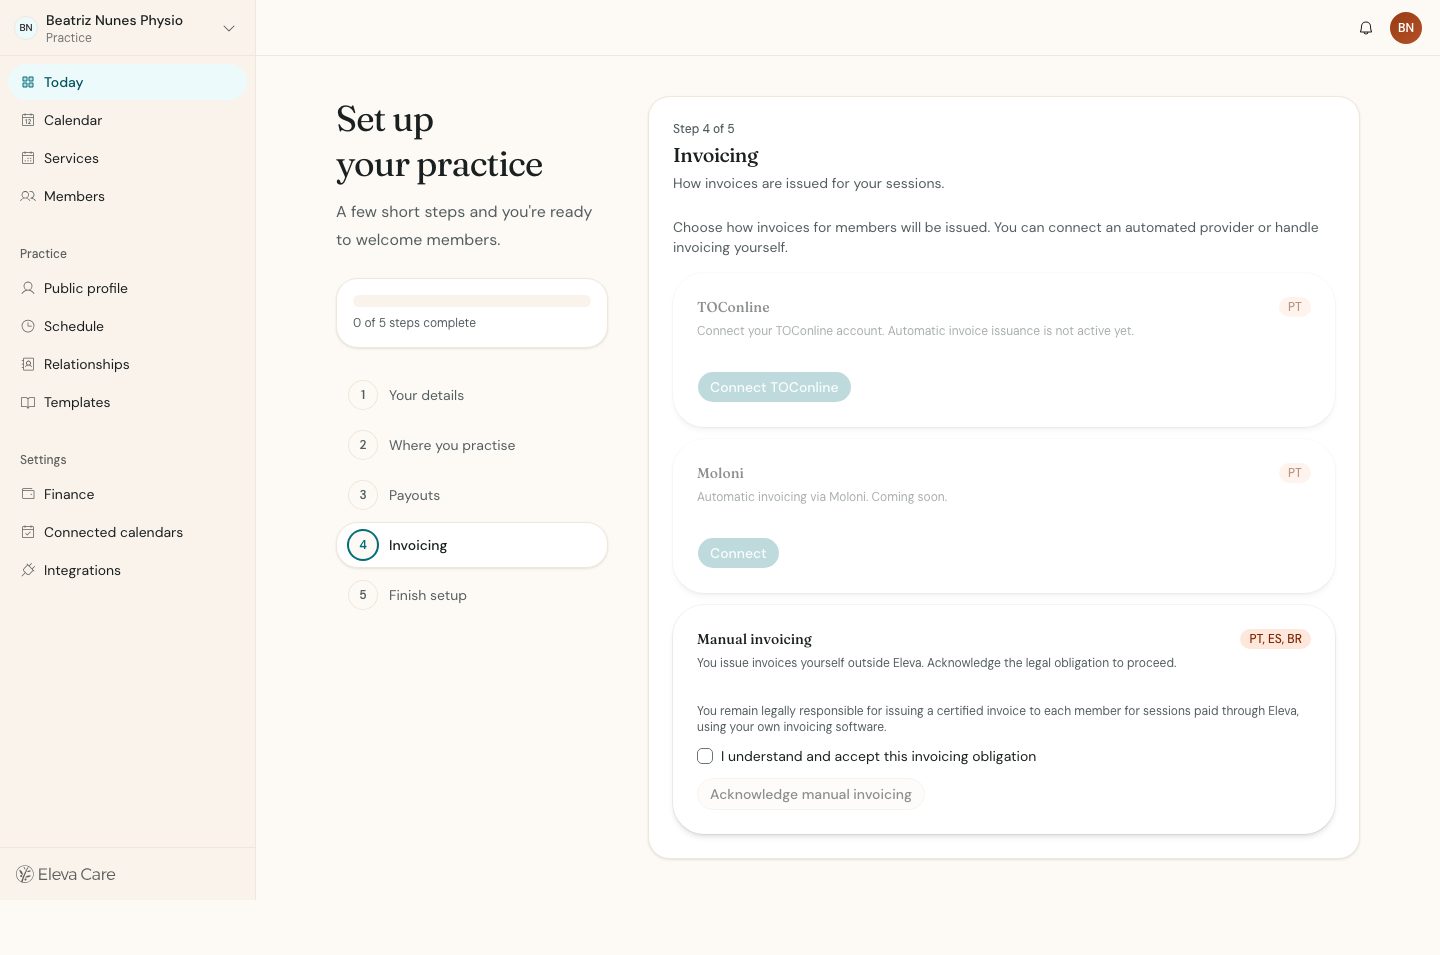 BN
Beatriz Nunes Physio
Practice
BN
Today
Calendar
Services
Members
Practice
Public profile
Schedule
Relationships
Templates
Settings
Finance
Connected calendars
Integrations
Eleva Care
Set up
your practice
A few short steps and you're ready
to welcome members.
0 of 5 steps complete
1 Your details
2 Where you practise
3 Payouts
4 Invoicing
5 Finish setup
Step 4 of 5
Invoicing
How invoices are issued for your sessions.
Choose how invoices for members will be issued. You can connect an automated provider or handle
invoicing yourself.
TOConline PT
Connect your TOConline account. Automatic invoice issuance is not active yet.
Connect TOConline
Moloni PT
Automatic invoicing via Moloni. Coming soon.
Connect
Manual invoicing PT, ES, BR
You issue invoices yourself outside Eleva. Acknowledge the legal obligation to proceed.
You remain legally responsible for issuing a certified invoice to each member for sessions paid through Eleva,
using your own invoicing software.
I understand and accept this invoicing obligation
Acknowledge manual invoicing